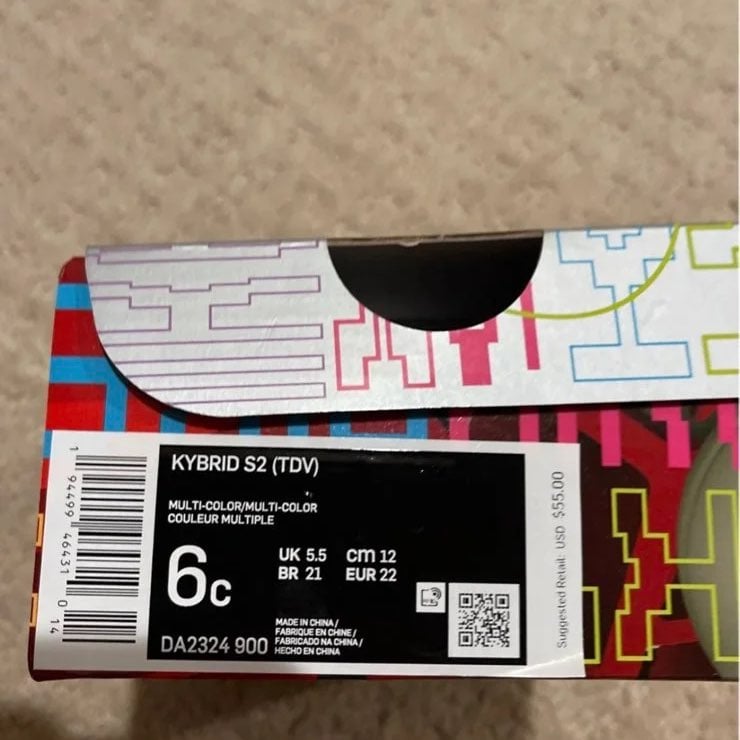 KYBRID S2 (TDV)
MULTI-COLOR/MULTI-COLOR
COULEUR MULTIPLE
6C
UK 5.5 cm 12
BR 21 EUR 22
MADE IN CHINA /
FABRIQUE EN CHINE /
FABRICADO NA CHINA /
HECHO EN CHINA
DA2324 900
1 94499 46431 0 14
Suggested Retail: USD $55.00